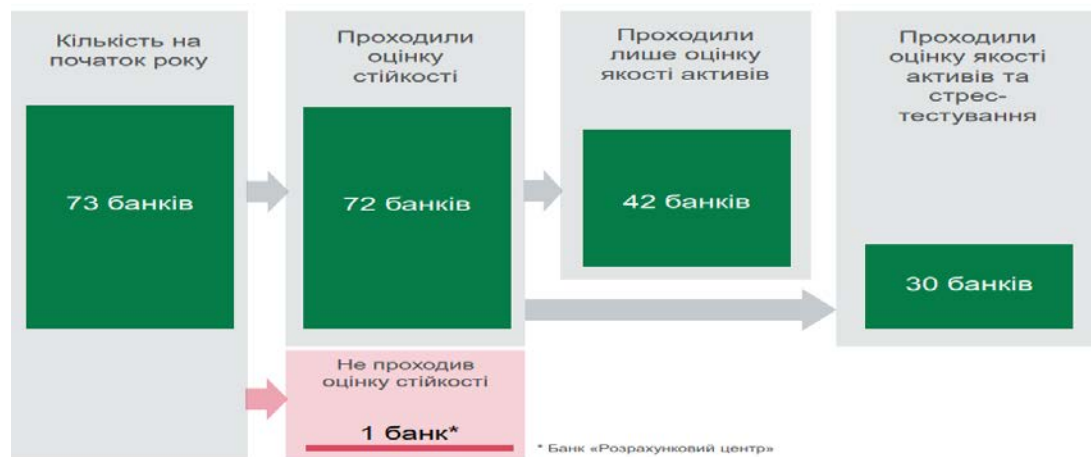 Кількість на
початок року
73 банків
Проходили
оцінку
стійкості
72 банків
Проходили
лише оцінку
якості активів
42 банків
Проходили
оцінку якості
активів та
стрес-
тестування
30 банків
Не проходив
оцінку стійкості
1 банк*
* Банк «Розрахунковий центр»